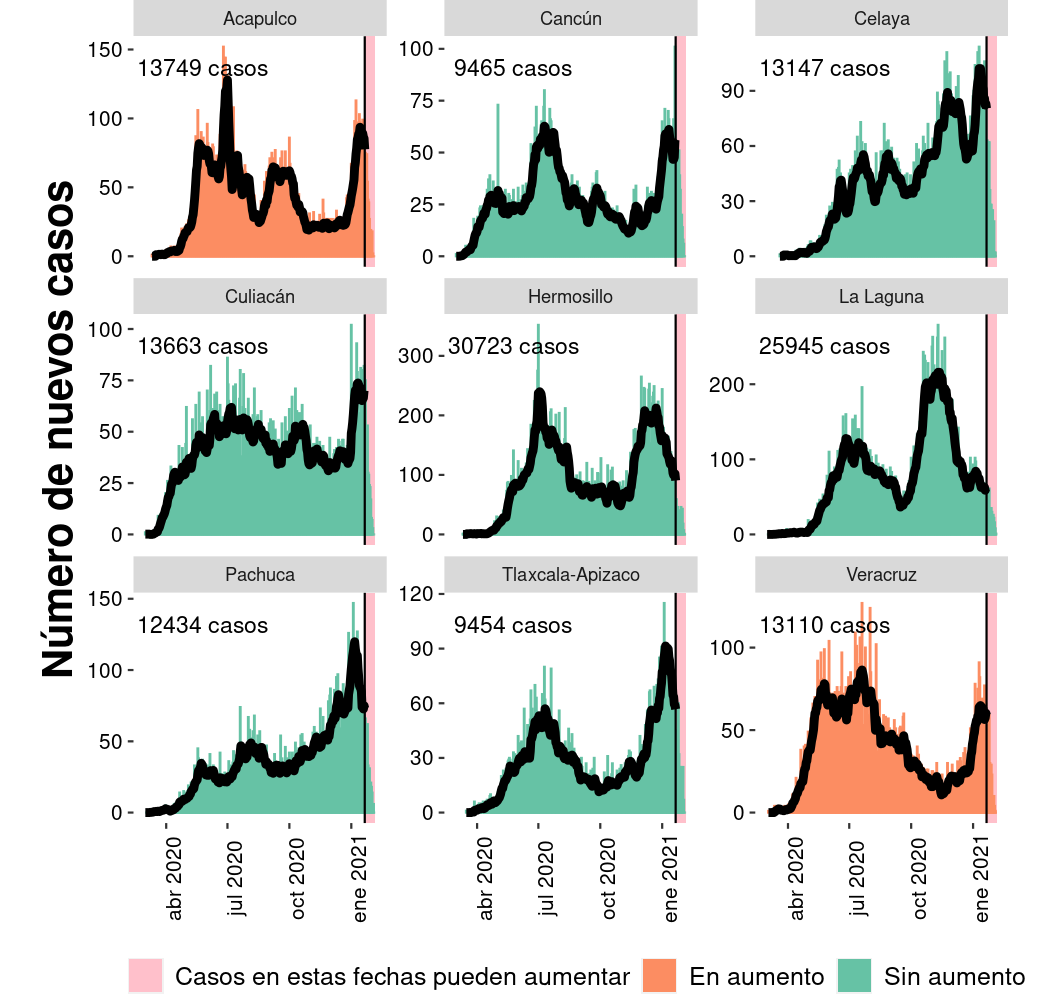 Número de nuevos casos
Acapulco
Cancún
Celaya
150
100
50
0
13749 casos
100
75
50
25
0
9465 casos
90
60
30
0
13147 casos
Culiacán
Hermosillo
La Laguna
100
75
50
25
0
13663 casos
300
200
100
0
30723 casos
200
100
0
25945 casos
Pachuca
Tlaxcala-Apizaco
Veracruz
150
100
50
0
12434 casos
120
90
60
30
0
9454 casos
100
50
0
13110 casos
abr 2020
jul 2020
oct 2020
ene 2021
abr 2020
jul 2020
oct 2020
ene 2021
abr 2020
jul 2020
oct 2020
ene 2021
Casos en estas fechas pueden aumentar
En aumento
Sin aumento